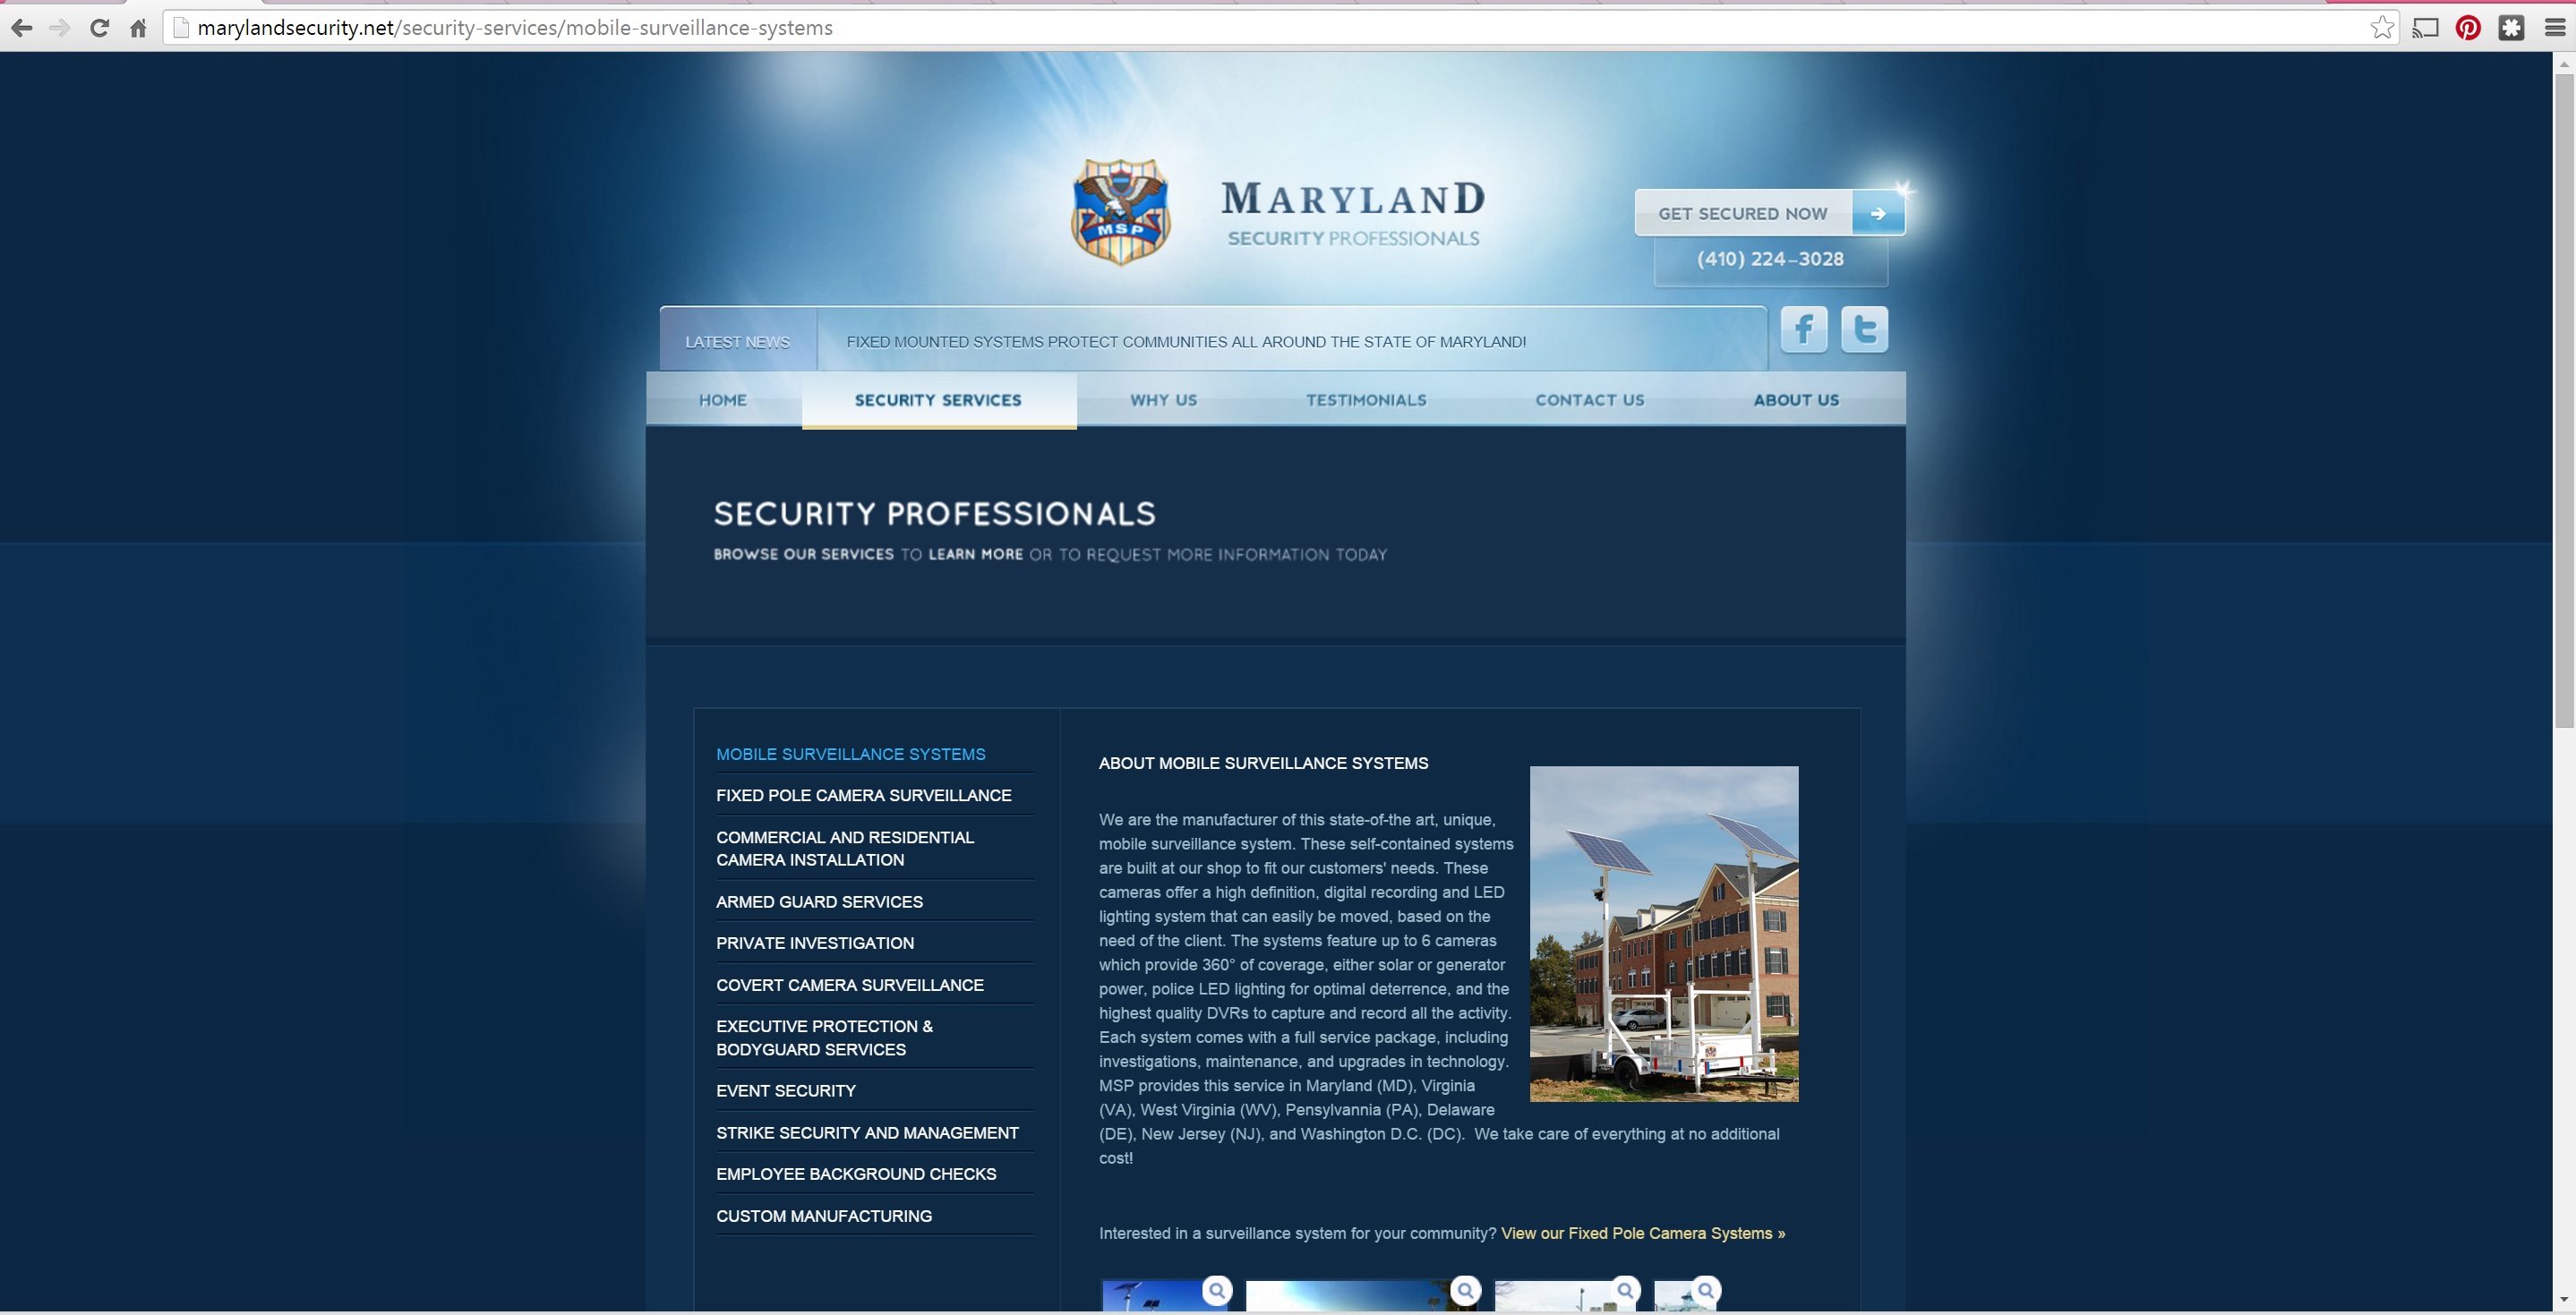 marylandsecurity.net/security-services/mobile-surveillance-systems
MSP
MARYLAND
SECURITY PROFESSIONALS
GET SECURED NOW
(410) 224-3028
LATEST NEWS
FIXED MOUNTED SYSTEMS PROTECT COMMUNITIES ALL AROUND THE STATE OF MARYLAND!
HOME
SECURITY SERVICES
WHY US
TESTIMONIALS
CONTACT US
ABOUT US
SECURITY PROFESSIONALS
BROWSE OUR SERVICES TO LEARN MORE OR TO REQUEST MORE INFORMATION TODAY
MOBILE SURVEILLANCE SYSTEMS
FIXED POLE CAMERA SURVEILLANCE
COMMERCIAL AND RESIDENTIAL
CAMERA INSTALLATION
ARMED GUARD SERVICES
PRIVATE INVESTIGATION
COVERT CAMERA SURVEILLANCE
EXECUTIVE PROTECTION &
BODYGUARD SERVICES
EVENT SECURITY
STRIKE SECURITY AND MANAGEMENT
EMPLOYEE BACKGROUND CHECKS
CUSTOM MANUFACTURING
ABOUT MOBILE SURVEILLANCE SYSTEMS
We are the manufacturer of this state-of-the art, unique,
mobile surveillance system. These self-contained systems
are built at our shop to fit our customers' needs. These
cameras offer a high definition, digital recording and LED
lighting system that can easily be moved, based on the
need of the client. The systems feature up to 6 cameras
which provide 360° of coverage, either solar or generator
power, police LED lighting for optimal deterrence, and the
highest quality DVRs to capture and record all the activity.
Each system comes with a full service package, including
investigations, maintenance, and upgrades in technology.
MSP provides this service in Maryland (MD), Virginia
(VA), West Virginia (WV), Pensylvannia (PA), Delaware
(DE), New Jersey (NJ), and Washington D.C. (DC).  We take care of everything at no additional
cost!
Interested in a surveillance system for your community? View our Fixed Pole Camera Systems »